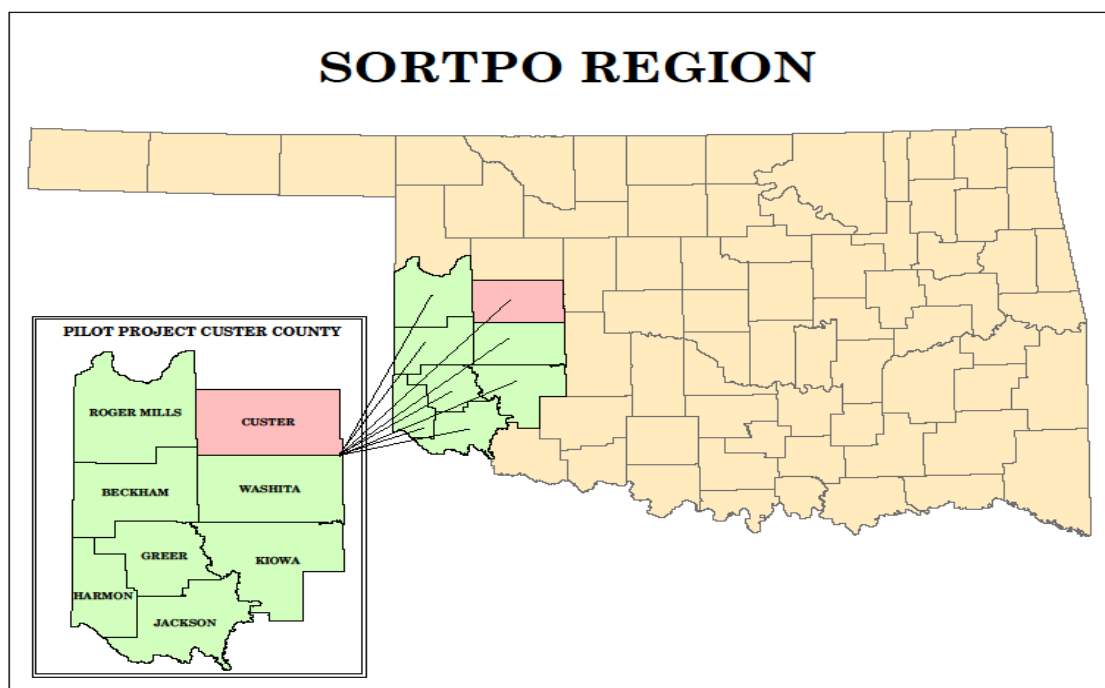 SORTPO REGION
PILOT PROJECT CUSTER COUNTY
ROGER MILLS
CUSTER
BECKHAM
WASHITA
GREER
KIOWA
HARMON
JACKSON